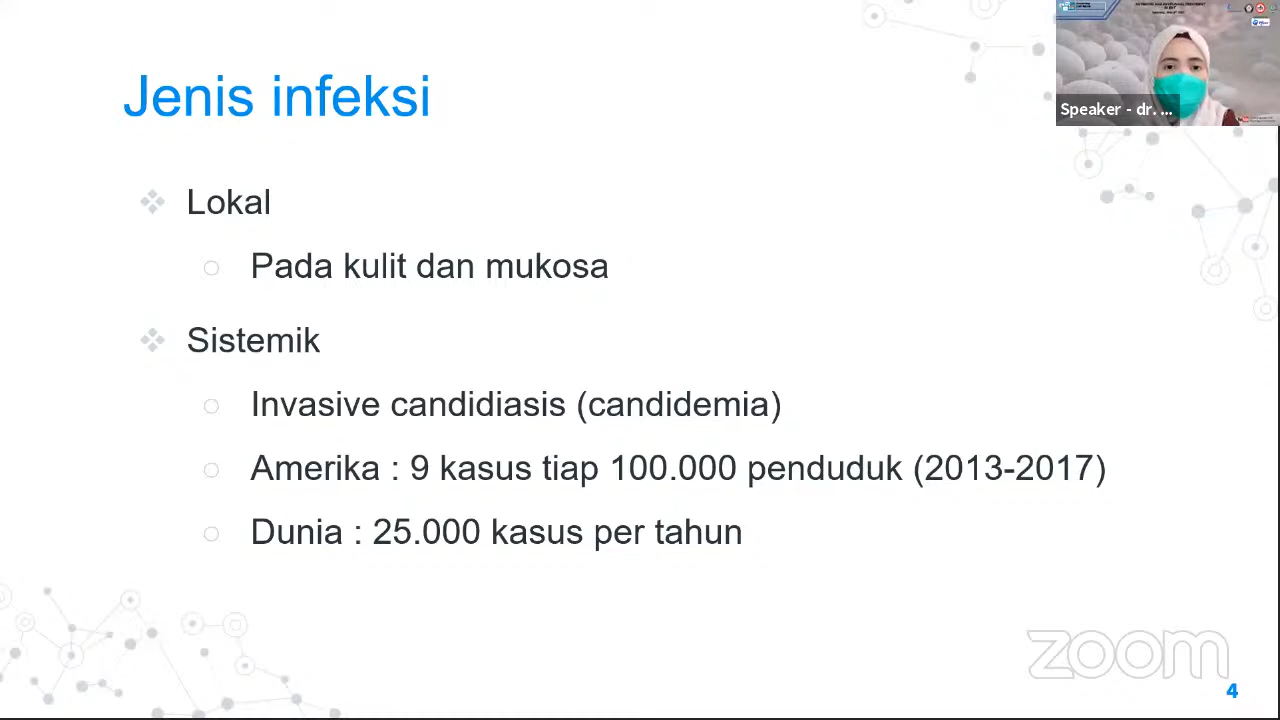 Jenis infeksi
Speaker - dr. ...
Lokal
Pada kulit dan mukosa
Sistemik
Invasive candidiasis (candidemia)
Amerika : 9 kasus tiap 100.000 penduduk (2013-2017)
Dunia : 25.000 kasus per tahun
zoom
4